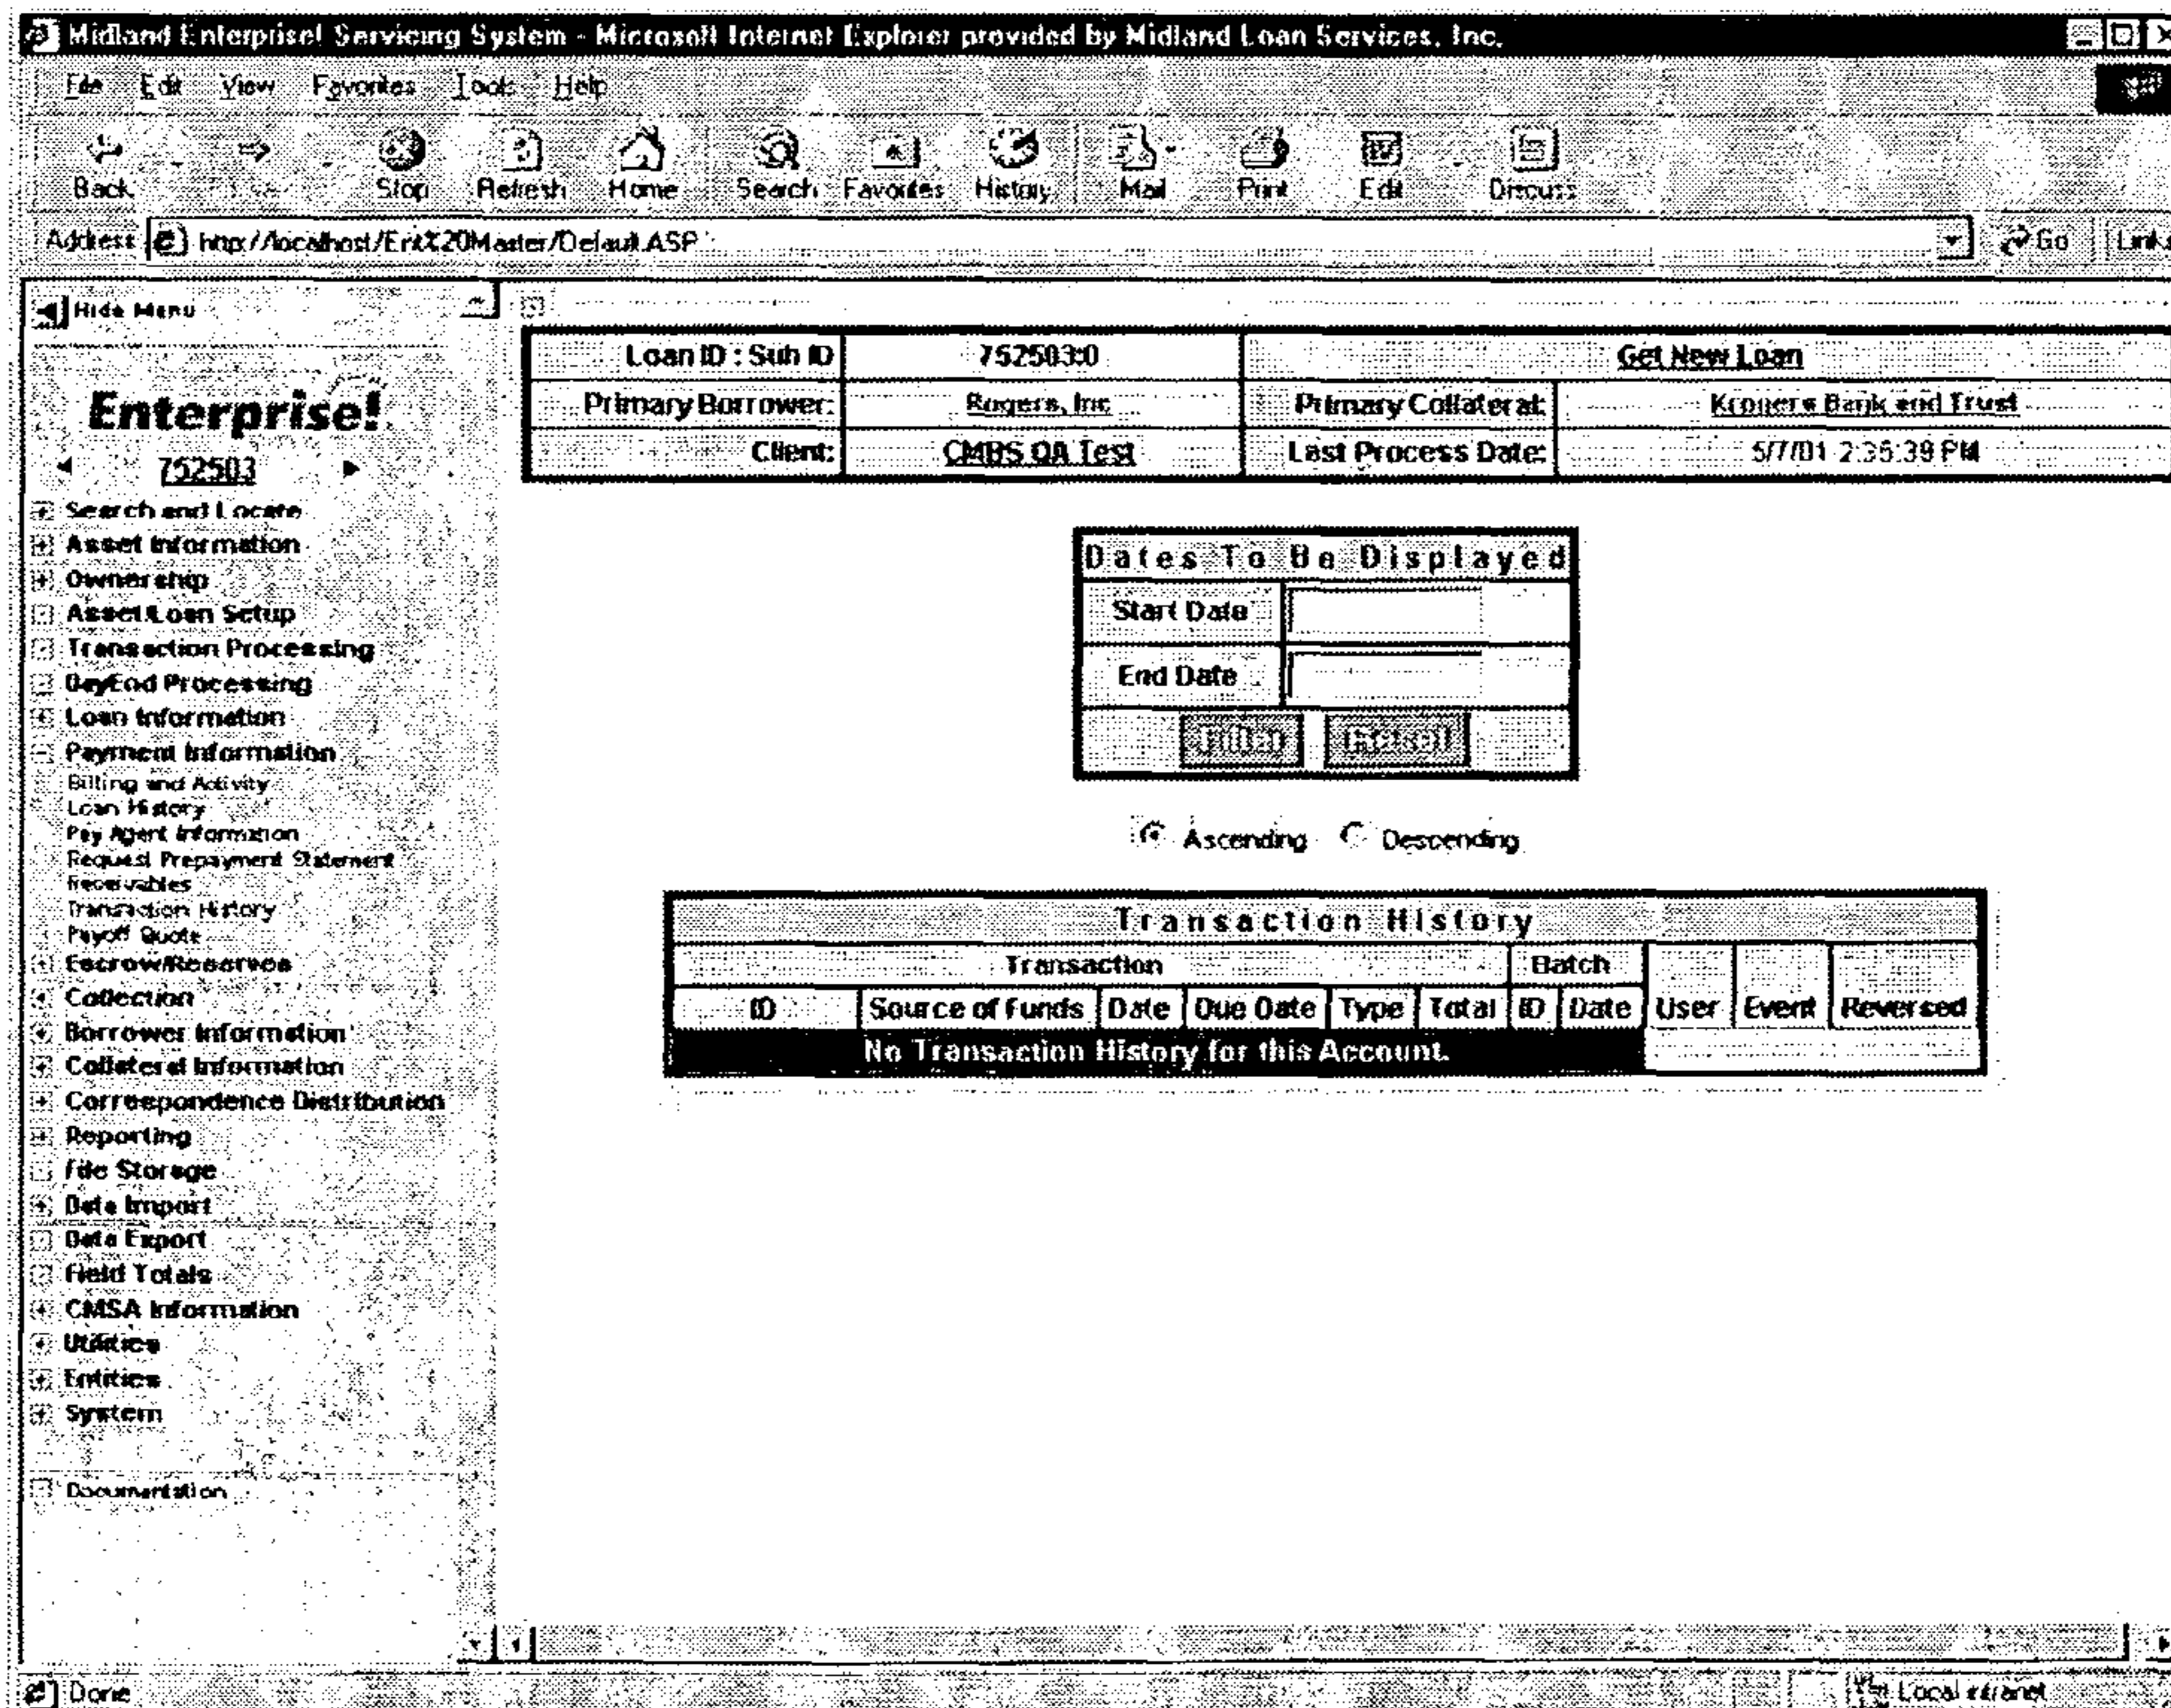 Midland Enterprise! Servicing System - Microsoft Internet Explorer provided by Midland Loan Services, Inc.
File Edit View Favorites Tools Help
Back Stop Refresh Home Search Favorites History Mail Print Edit Discuss
Address http://localhost/Erik%20Master/Default.ASP Go Links
Hide Menu
Enterprise!
752503
Search and Locate
Asset Information
Ownership
Asset/Loan Setup
Transaction Processing
DayEnd Processing
Loan Information
Payment Information
Billing and Activity
Loan History
Pay Agent Information
Request Prepayment Statement
Receivables
Transaction History
Payoff Quote
Escrow/Reserves
Collection
Borrower Information
Collateral Information
Correspondence Distribution
Reporting
File Storage
Data Import
Data Export
Field Totals
CMSA Information
Utilities
Entities
System
Documentation
Loan ID : Sub ID 752503:0 Get New Loan
Primary Borrower: Rogers, Inc Primary Collateral: Krogers Bank and Trust
Client: CMBS QA Test Last Process Date: 5/7/01 2:35:39 PM
Dates To Be Displayed
Start Date
End Date
Filter Reset
Ascending Descending
Transaction History
Transaction Batch
ID Source of Funds Date Due Date Type Total ID Date User Event Reversed
No Transaction History for this Account.
Done Local intranet